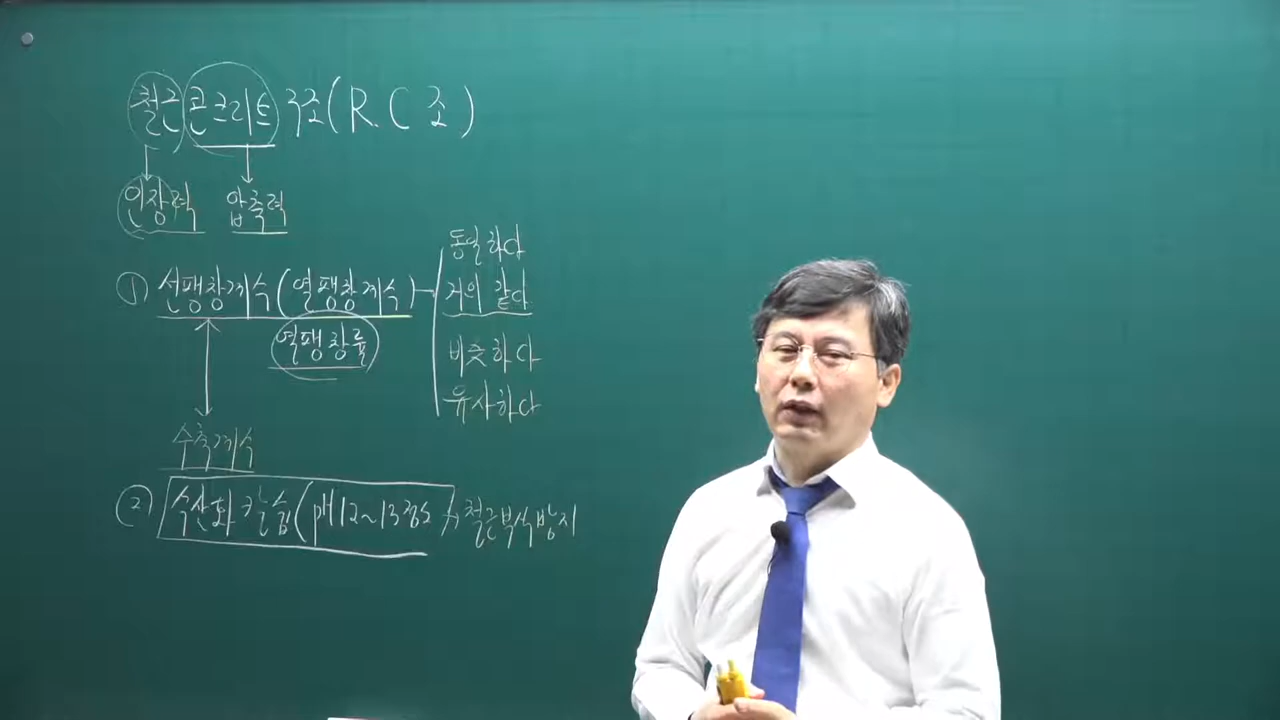 철근콘크리트 구조(R.C조)
인장력 압축력
① 선팽창계수(열팽창계수)
열팽창률
동일하다
거의 같다
비슷하다
유사하다
수축계수
② 수산화칼슘(pH12~13정도) 철근부식방지